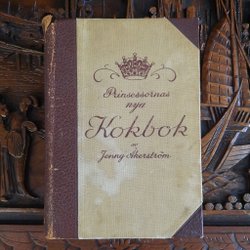 Prinsessornas
nya
Kokbok
av
Jenny Åkerström